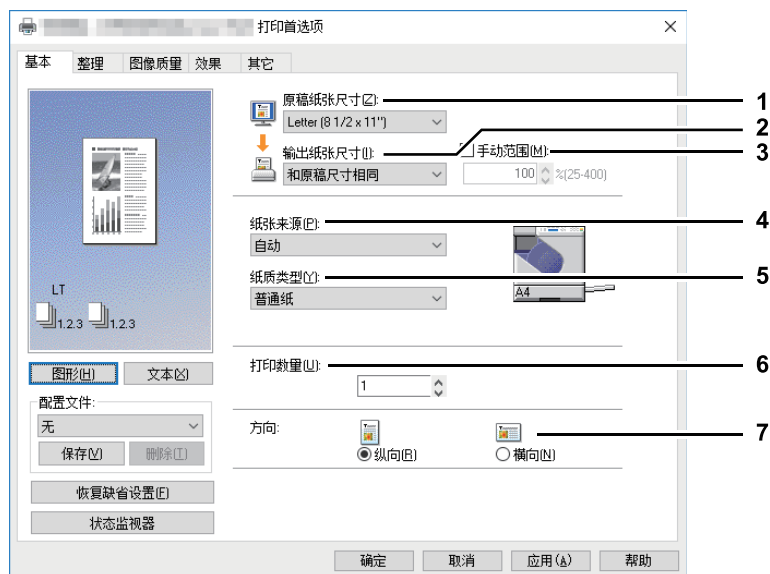 打印首选项
基本 整理 图像质量 效果 其它
原稿纸张尺寸(Z): 1
Letter (8 1/2 x 11") 2
输出纸张尺寸(I): 手动范围(M): 3
和原稿尺寸相同 100 %(25-400)
纸张来源(P): 4
自动
纸质类型(Y): 5
普通纸
A4
LT
1.2.3 1.2.3
图形(H) 文本(X)
配置文件:
无
保存(V) 删除(T)
恢复缺省设置(F)
状态监视器
打印数量(U): 6
1
方向: 7
纵向(R) 横向(N)
确定 取消 应用(A) 帮助